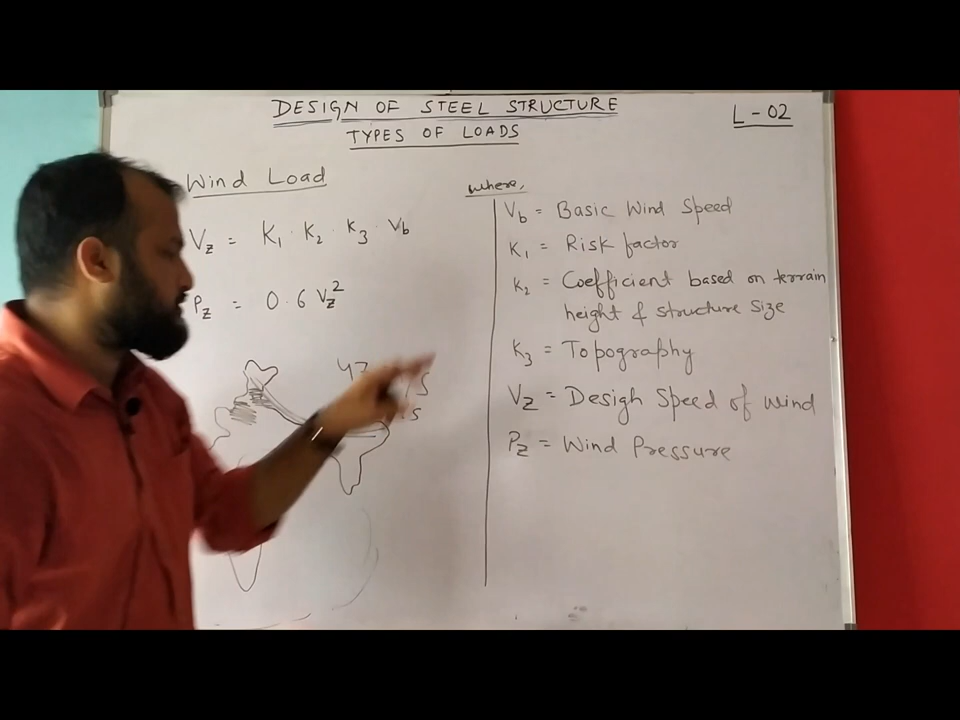 DESIGN OF STEEL STRUCTURE
TYPES OF LOADS
L - 02
Wind Load
Vz = K1 · K2 · K3 · Vb
Pz = 0.6 Vz²
47
where,
Vb = Basic Wind Speed
K1 = Risk factor
K2 = Coefficient based on terrain
height & structure size
K3 = Topography
Vz = Desigh Speed of wind
Pz = Wind Pressure